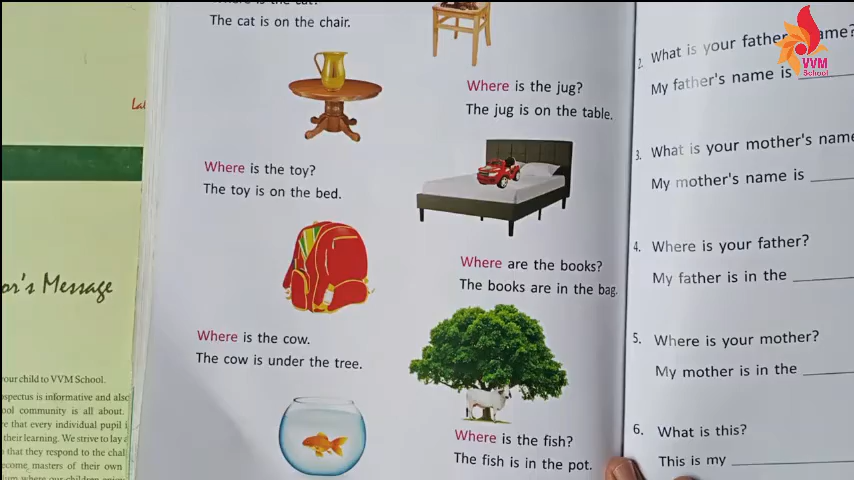 The cat is on the chair.
Where is the jug?
The jug is on the table.
Where is the toy?
The toy is on the bed.
Where are the books?
The books are in the bag.
Where is the cow.
The cow is under the tree.
Where is the fish?
The fish is in the pot.
2. What is your father name?
My father's name is
3. What is your mother's name
My mother's name is
4. Where is your father?
My father is in the
5. Where is your mother?
My mother is in the
6. What is this?
This is my
VVM
School
or's Message
your child to VVM School.
ospectus is informative and also
ool community is all about.
e that every individual pupil i
their learning. We strive to lay a
that they respond to the chal
ecome masters of their own